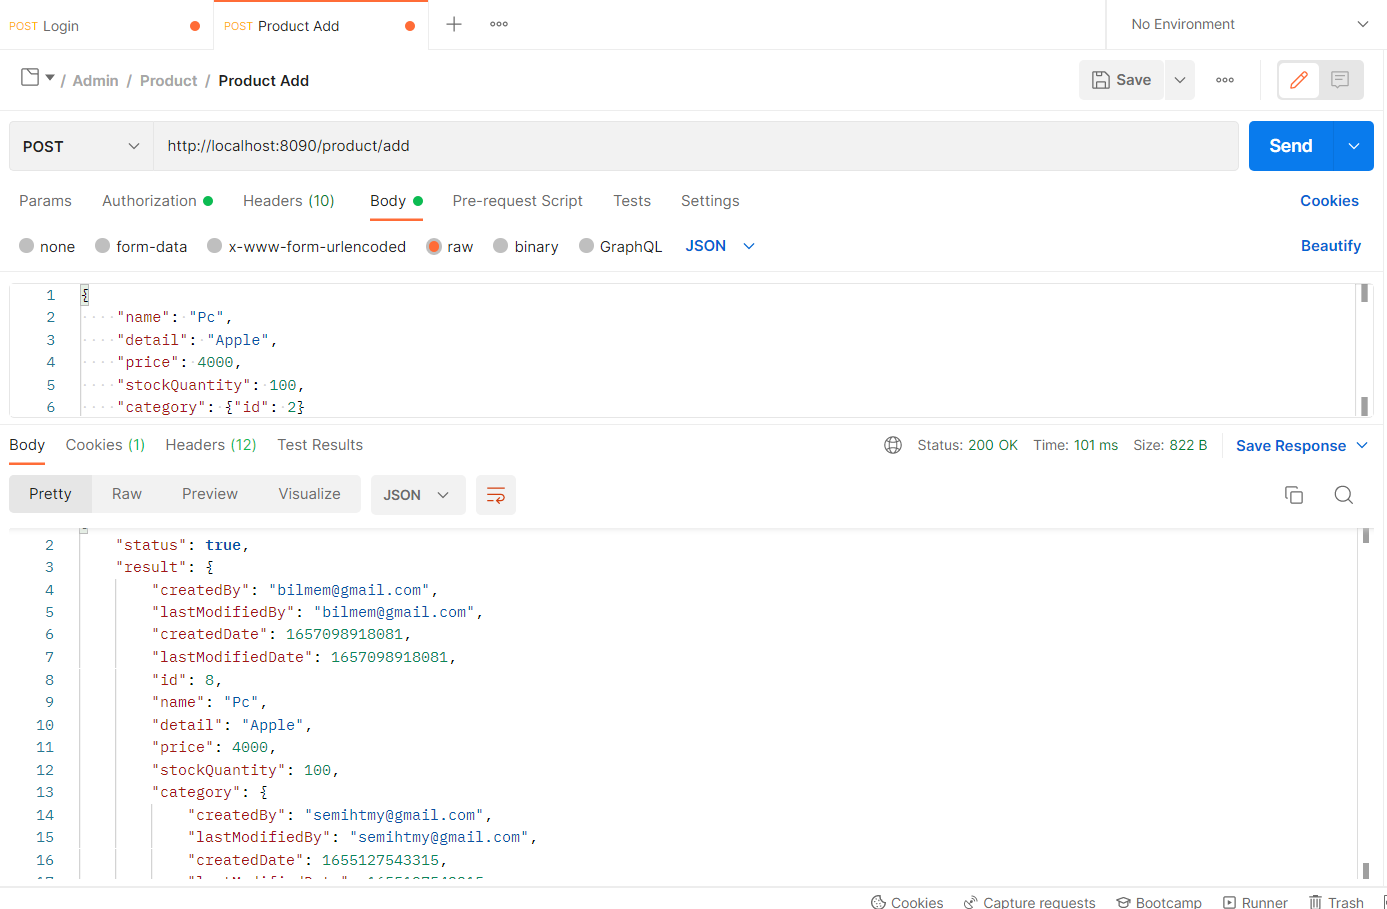 POST Login
POST Product Add
No Environment
/ Admin / Product / Product Add
Save
POST
http://localhost:8090/product/add
Send
Params Authorization Headers (10) Body Pre-request Script Tests Settings Cookies
none form-data x-www-form-urlencoded raw binary GraphQL JSON Beautify
1 {
2 "name": "Pc",
3 "detail": "Apple",
4 "price": 4000,
5 "stockQuantity": 100,
6 "category": {"id": 2}
Body Cookies (1) Headers (12) Test Results Status: 200 OK Time: 101 ms Size: 822 B Save Response
Pretty Raw Preview Visualize JSON
2 "status": true,
3 "result": {
4 "createdBy": "bilmem@gmail.com",
5 "lastModifiedBy": "bilmem@gmail.com",
6 "createdDate": 1657098918081,
7 "lastModifiedDate": 1657098918081,
8 "id": 8,
9 "name": "Pc",
10 "detail": "Apple",
11 "price": 4000,
12 "stockQuantity": 100,
13 "category": {
14 "createdBy": "semihtmy@gmail.com",
15 "lastModifiedBy": "semihtmy@gmail.com",
16 "createdDate": 1655127543315,
Cookies Capture requests Bootcamp Runner Trash